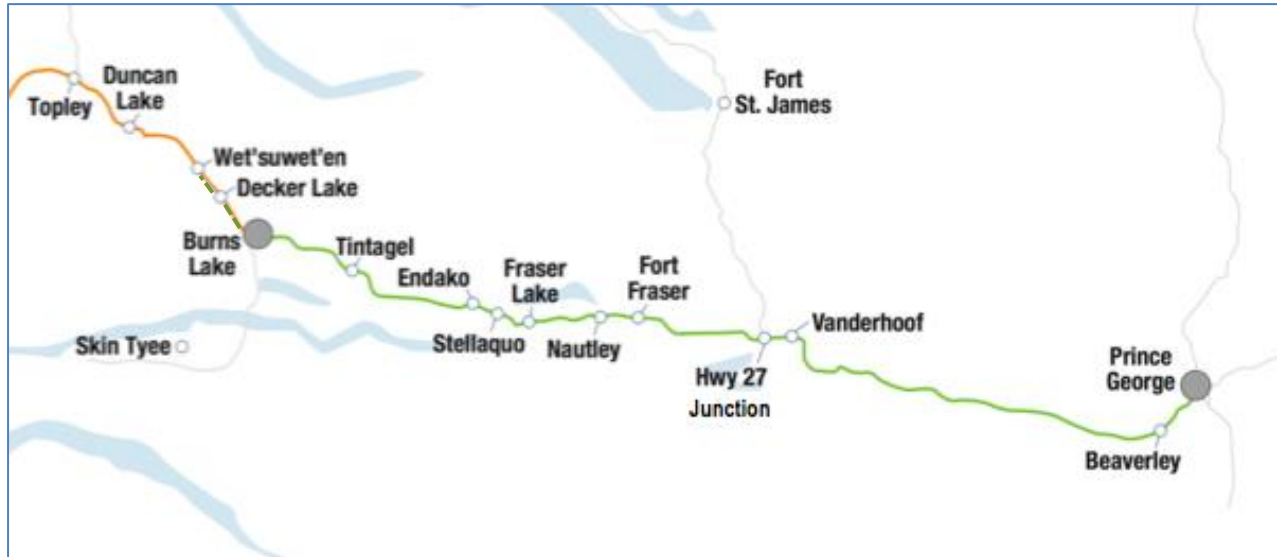 Topley
Duncan
Lake
Wet'suwet'en
Decker Lake
Burns
Lake
Skin Tyee
Tintagel
Endako
Stellaquo
Fraser
Lake
Nautley
Fort
Fraser
Fort
St. James
Hwy 27
Junction
Vanderhoof
Prince
George
Beaverley